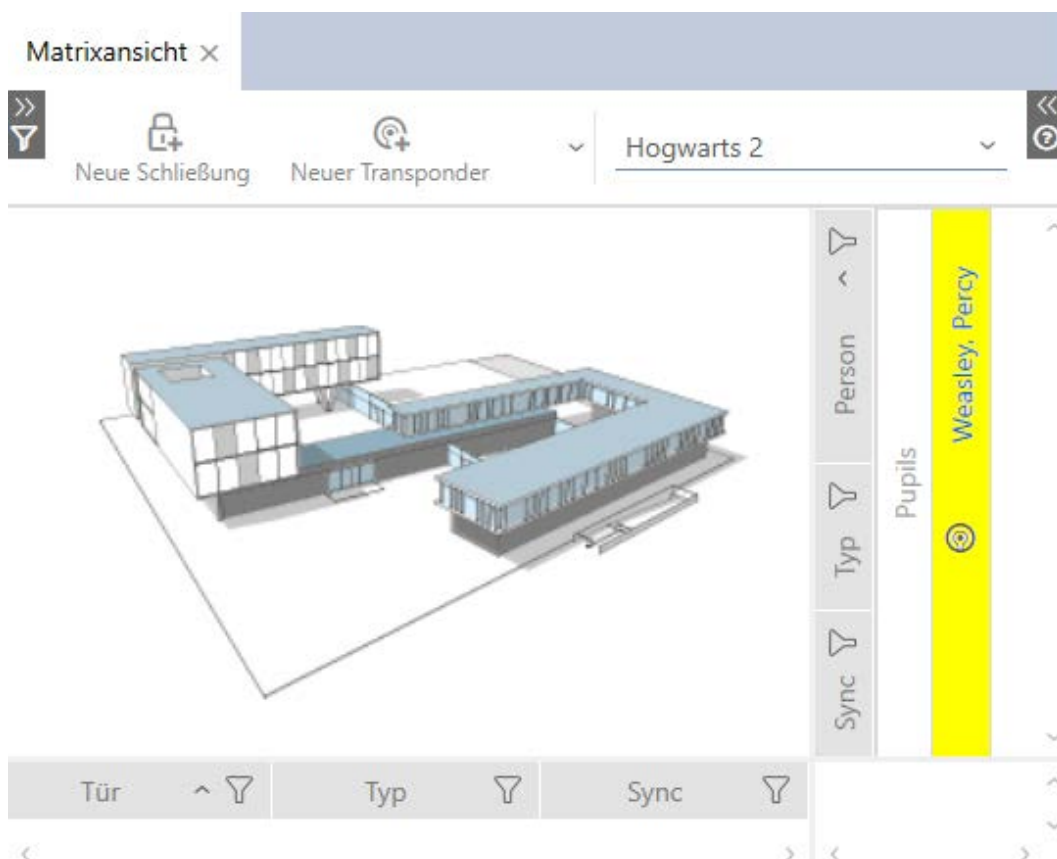 Matrixansicht
Neue Schließung
Neuer Transponder
Hogwarts 2
Person
Typ
Sync
Pupils
Weasley, Percy
Tür
Typ
Sync